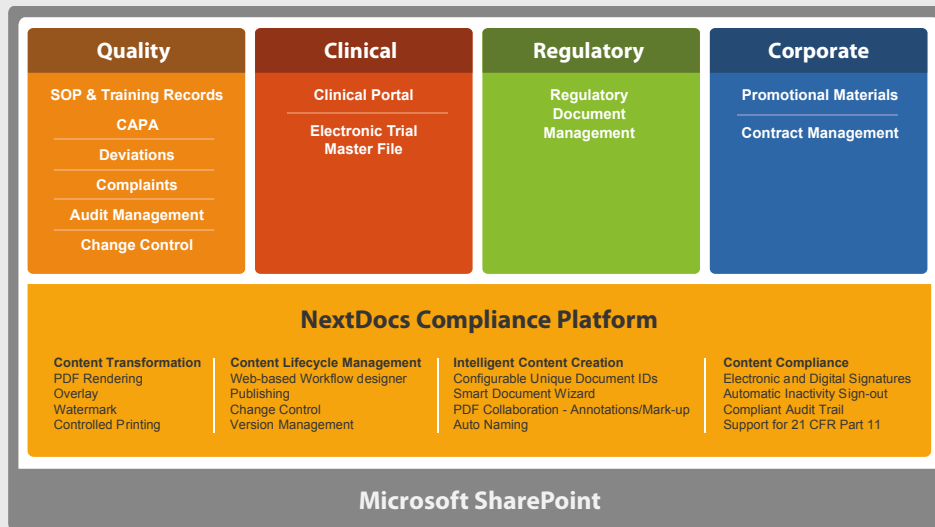 Quality
SOP & Training Records
CAPA
Deviations
Complaints
Audit Management
Change Control
Clinical
Clinical Portal
Electronic Trial
Master File
Regulatory
Regulatory
Document
Management
Corporate
Promotional Materials
Contract Management
NextDocs Compliance Platform
Content Transformation
PDF Rendering
Overlay
Watermark
Controlled Printing
Content Lifecycle Management
Web-based Workflow designer
Publishing
Change Control
Version Management
Intelligent Content Creation
Configurable Unique Document IDs
Smart Document Wizard
PDF Collaboration - Annotations/Mark-up
Auto Naming
Content Compliance
Electronic and Digital Signatures
Automatic Inactivity Sign-out
Compliant Audit Trail
Support for 21 CFR Part 11
Microsoft SharePoint